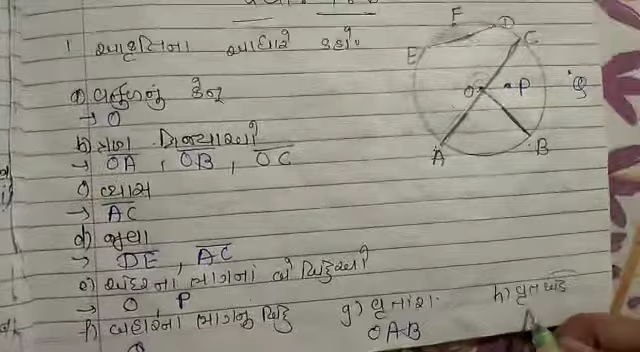 ૧ આકૃતિના આધારે કહો.
F
D
C
E
O
P
Q
A
B
a) વર્તુળનું કેન્દ્ર
→ O
b) ત્રણ ત્રિજ્યાઓ
→ OA , OB , OC
c) વ્યાસ
→ AC
d) જીવા
→ DE , AC
e) અંદરના ભાગનાં બે બિંદુઓ
→ O , P
f) બહારના ભાગનું બિંદુ
g) વૃતાંશ.
OAB
h) વૃતખંડ